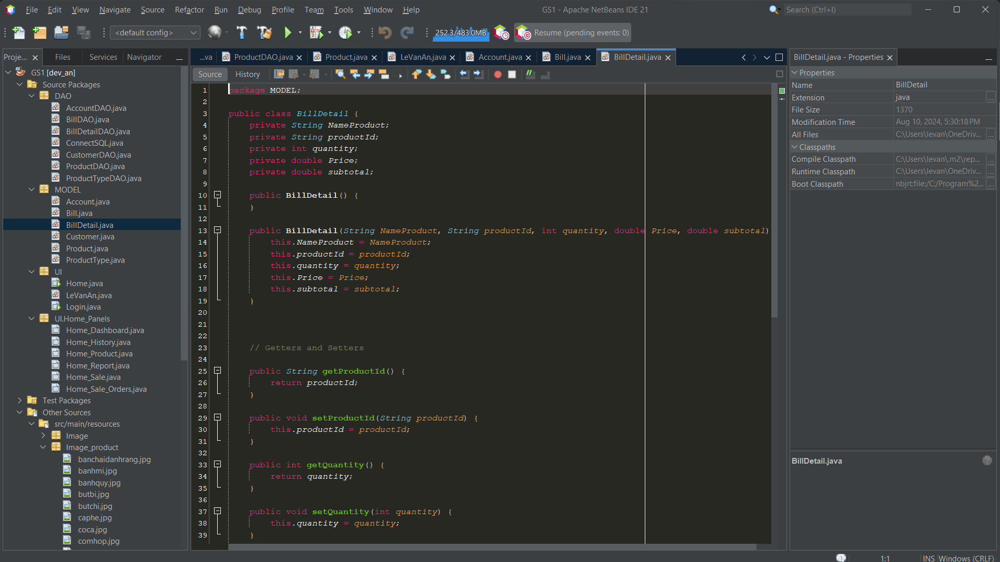 File Edit View Navigate Source Refactor Run Debug Profile Team Tools Window Help
GS1 - Apache NetBeans IDE 21
Search (Ctrl+I)
<default config>
252.3/483.0MB
Resume (pending events: 0)
Proje... Files Services Navigator
GS1 [dev_an]
Source Packages
DAO
AccountDAO.java
BillDAO.java
BillDetailDAO.java
ConnectSQL.java
CustomerDAO.java
ProductDAO.java
ProductTypeDAO.java
MODEL
Account.java
Bill.java
BillDetail.java
Customer.java
Product.java
ProductType.java
UI
Home.java
LeVanAn.java
Login.java
UI.Home_Panels
Home_Dashboard.java
Home_History.java
Home_Product.java
Home_Report.java
Home_Sale.java
Home_Sale_Orders.java
Test Packages
Other Sources
src/main/resources
Image
Image_product
banchaidanhrang.jpg
banhmi.jpg
banhquy.jpg
butbi.jpg
butchi.jpg
caphe.jpg
coca.jpg
comhop.jpg
...va ProductDAO.java Product.java LeVanAn.java Account.java Bill.java BillDetail.java
Source History
1 package MODEL;
2
3 public class BillDetail {
4 private String NameProduct;
5 private String productId;
6 private int quantity;
7 private double Price;
8 private double subtotal;
9
10 public BillDetail() {
11 }
12
13 public BillDetail(String NameProduct, String productId, int quantity, double Price, double subtotal)
14 this.NameProduct = NameProduct;
15 this.productId = productId;
16 this.quantity = quantity;
17 this.Price = Price;
18 this.subtotal = subtotal;
19 }
20
21
22
23 // Getters and Setters
24
25 public String getProductId() {
26 return productId;
27 }
28
29 public void setProductId(String productId) {
30 this.productId = productId;
31 }
32
33 public int getQuantity() {
34 return quantity;
35 }
36
37 public void setQuantity(int quantity) {
38 this.quantity = quantity;
39 }
BillDetail.java - Properties
Properties
Name BillDetail
Extension java ...
File Size 1370
Modification Time Aug 10, 2024, 5:30:18 PM
All Files C:\Users\levan\OneDriv... ...
Classpaths
Compile Classpath C:\Users\levan\.m2\rep... ...
Runtime Classpath C:\Users\levan\OneDriv... ...
Boot Classpath nbjrt:file:/C:/Program%2... ...
BillDetail.java
?
1
1:1 INS Windows (CRLF)